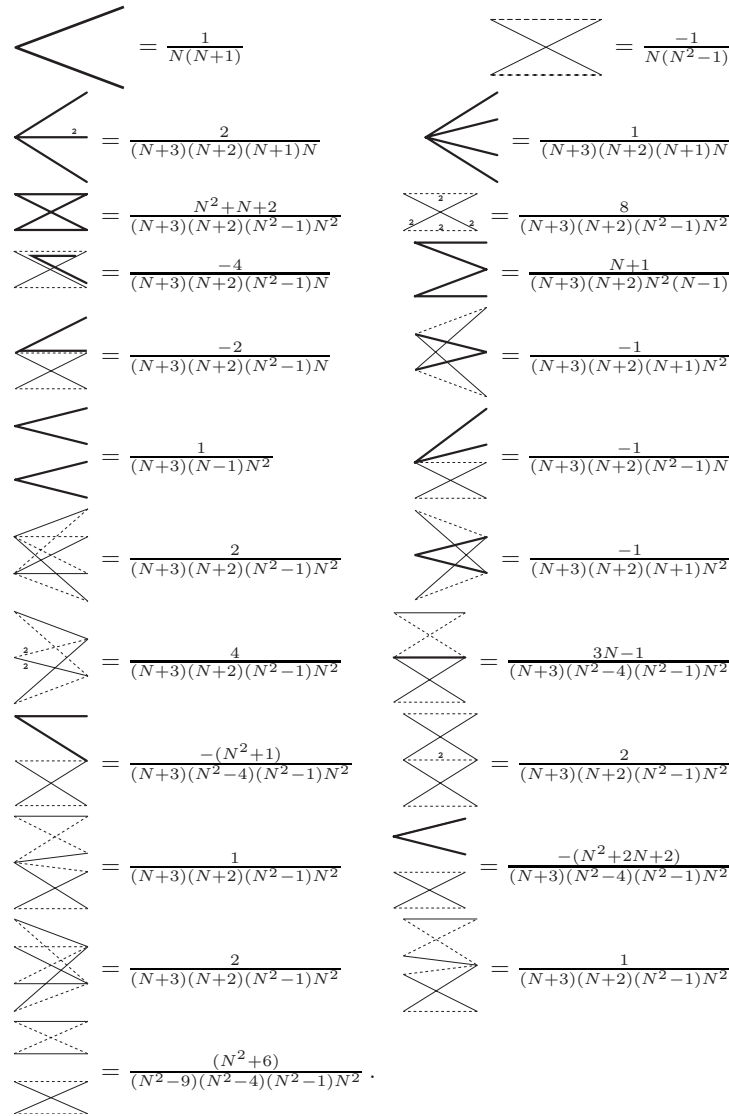 = 1/(N(N+1)) = -1/(N(N²−1))
2 = 2/((N+3)(N+2)(N+1)N) = 1/((N+3)(N+2)(N+1)N)
= (N²+N+2)/((N+3)(N+2)(N²−1)N²) 2 2 2 2 = 8/((N+3)(N+2)(N²−1)N²)
= −4/((N+3)(N+2)(N²−1)N) = (N+1)/((N+3)(N+2)N²(N−1))
= −2/((N+3)(N+2)(N²−1)N) = −1/((N+3)(N+2)(N+1)N²)
= 1/((N+3)(N−1)N²) = −1/((N+3)(N+2)(N²−1)N)
= 2/((N+3)(N+2)(N²−1)N²) = −1/((N+3)(N+2)(N+1)N²)
2 2 = 4/((N+3)(N+2)(N²−1)N²) = (3N−1)/((N+3)(N²−4)(N²−1)N²)
= −(N²+1)/((N+3)(N²−4)(N²−1)N²) 2 = 2/((N+3)(N+2)(N²−1)N²)
= 1/((N+3)(N+2)(N²−1)N²) = −(N²+2N+2)/((N+3)(N²−4)(N²−1)N²)
= 2/((N+3)(N+2)(N²−1)N²) = 1/((N+3)(N+2)(N²−1)N²)
= (N²+6)/((N²−9)(N²−4)(N²−1)N²) .